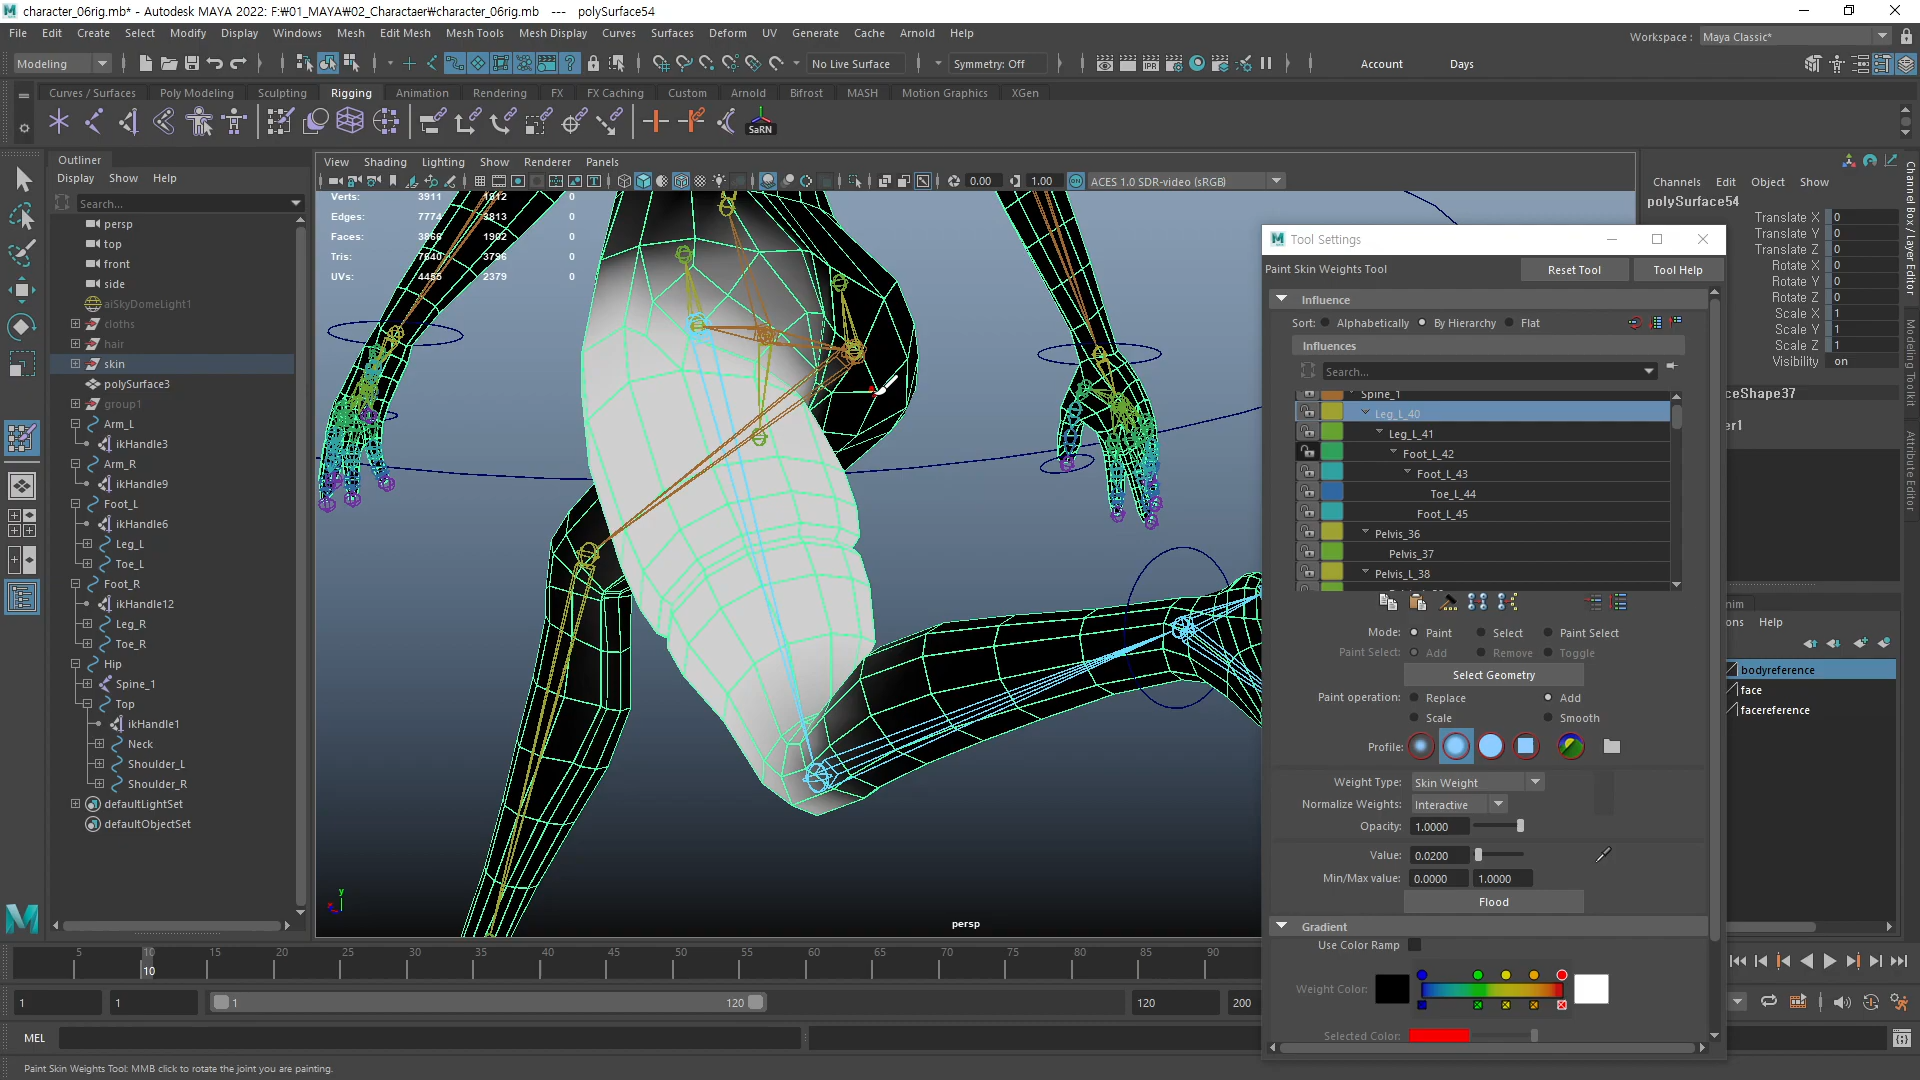 character_06rig.mb* - Autodesk MAYA 2022: F:₩01_MAYA₩02_Charactaer₩character_06rig.mb --- polySurface54
File Edit Create Select Modify Display Windows Mesh Edit Mesh Mesh Tools Mesh Display Curves Surfaces Deform UV Generate Cache Arnold Help
Workspace : Maya Classic*
Modeling No Live Surface Symmetry: Off Account Days
Curves / Surfaces Poly Modeling Sculpting Rigging Animation Rendering FX FX Caching Custom Arnold Bifrost MASH Motion Graphics XGen
SaRN
Outliner
Display Show Help
Search...
persp
top
front
side
aiSkyDomeLight1
cloths
hair
skin
polySurface3
group1
Arm_L
ikHandle3
Arm_R
ikHandle9
Foot_L
ikHandle6
Leg_L
Toe_L
Foot_R
ikHandle12
Leg_R
Toe_R
Hip
Spine_1
Top
ikHandle1
Neck
Shoulder_L
Shoulder_R
defaultLightSet
defaultObjectSet
View Shading Lighting Show Renderer Panels
0.00 1.00 ACES 1.0 SDR-video (sRGB)
Verts: 3911 1812 0
Edges: 7774 3813 0
Faces: 3866 1902 0
Tris: 7640 3796 0
UVs: 4455 2379 0
persp
y
Tool Settings
Paint Skin Weights Tool Reset Tool Tool Help
Influence
Sort: Alphabetically By Hierarchy Flat
Influences
Search...
Spine_1
Leg_L_40
Leg_L_41
Foot_L_42
Foot_L_43
Toe_L_44
Foot_L_45
Pelvis_36
Pelvis_37
Pelvis_L_38
Mode: Paint Select Paint Select
Paint Select: Add Remove Toggle
Select Geometry
Paint operation: Replace Add
Scale Smooth
Profile:
Weight Type: Skin Weight
Normalize Weights: Interactive
Opacity: 1.0000
Value: 0.0200
Min/Max value: 0.0000 1.0000
Flood
Gradient
Use Color Ramp
Weight Color:
Selected Color:
Channels Edit Object Show
polySurface54
Translate X 0
Translate Y 0
Translate Z 0
Rotate X 0
Rotate Y 0
Rotate Z 0
Scale X 1
Scale Y 1
Scale Z 1
Visibility on
ceShape37
er1
nim
ons Help
bodyreference
face
facereference
Channel Box / Layer Editor
Modeling Toolkit
Attribute Editor
5 10 15 20 25 30 35 40 45 50 55 60 65 70 75 80 85 90
10
1 1 1 120 120 200
MEL
Paint Skin Weights Tool: MMB click to rotate the joint you are painting.